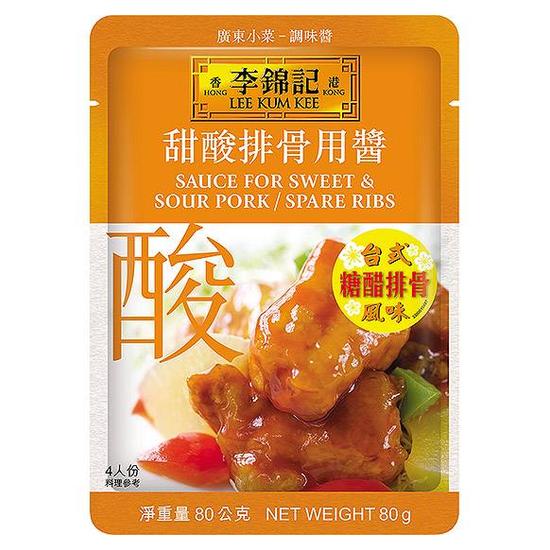 廣東小菜－調味醬
香 李錦記 港
HONG KONG
LEE KUM KEE
甜酸排骨用醬
SAUCE FOR SWEET &
SOUR PORK / SPARE RIBS
酸
台式
糖醋排骨
風味
4人份
料理參考
淨重量 80公克 NET WEIGHT 80g